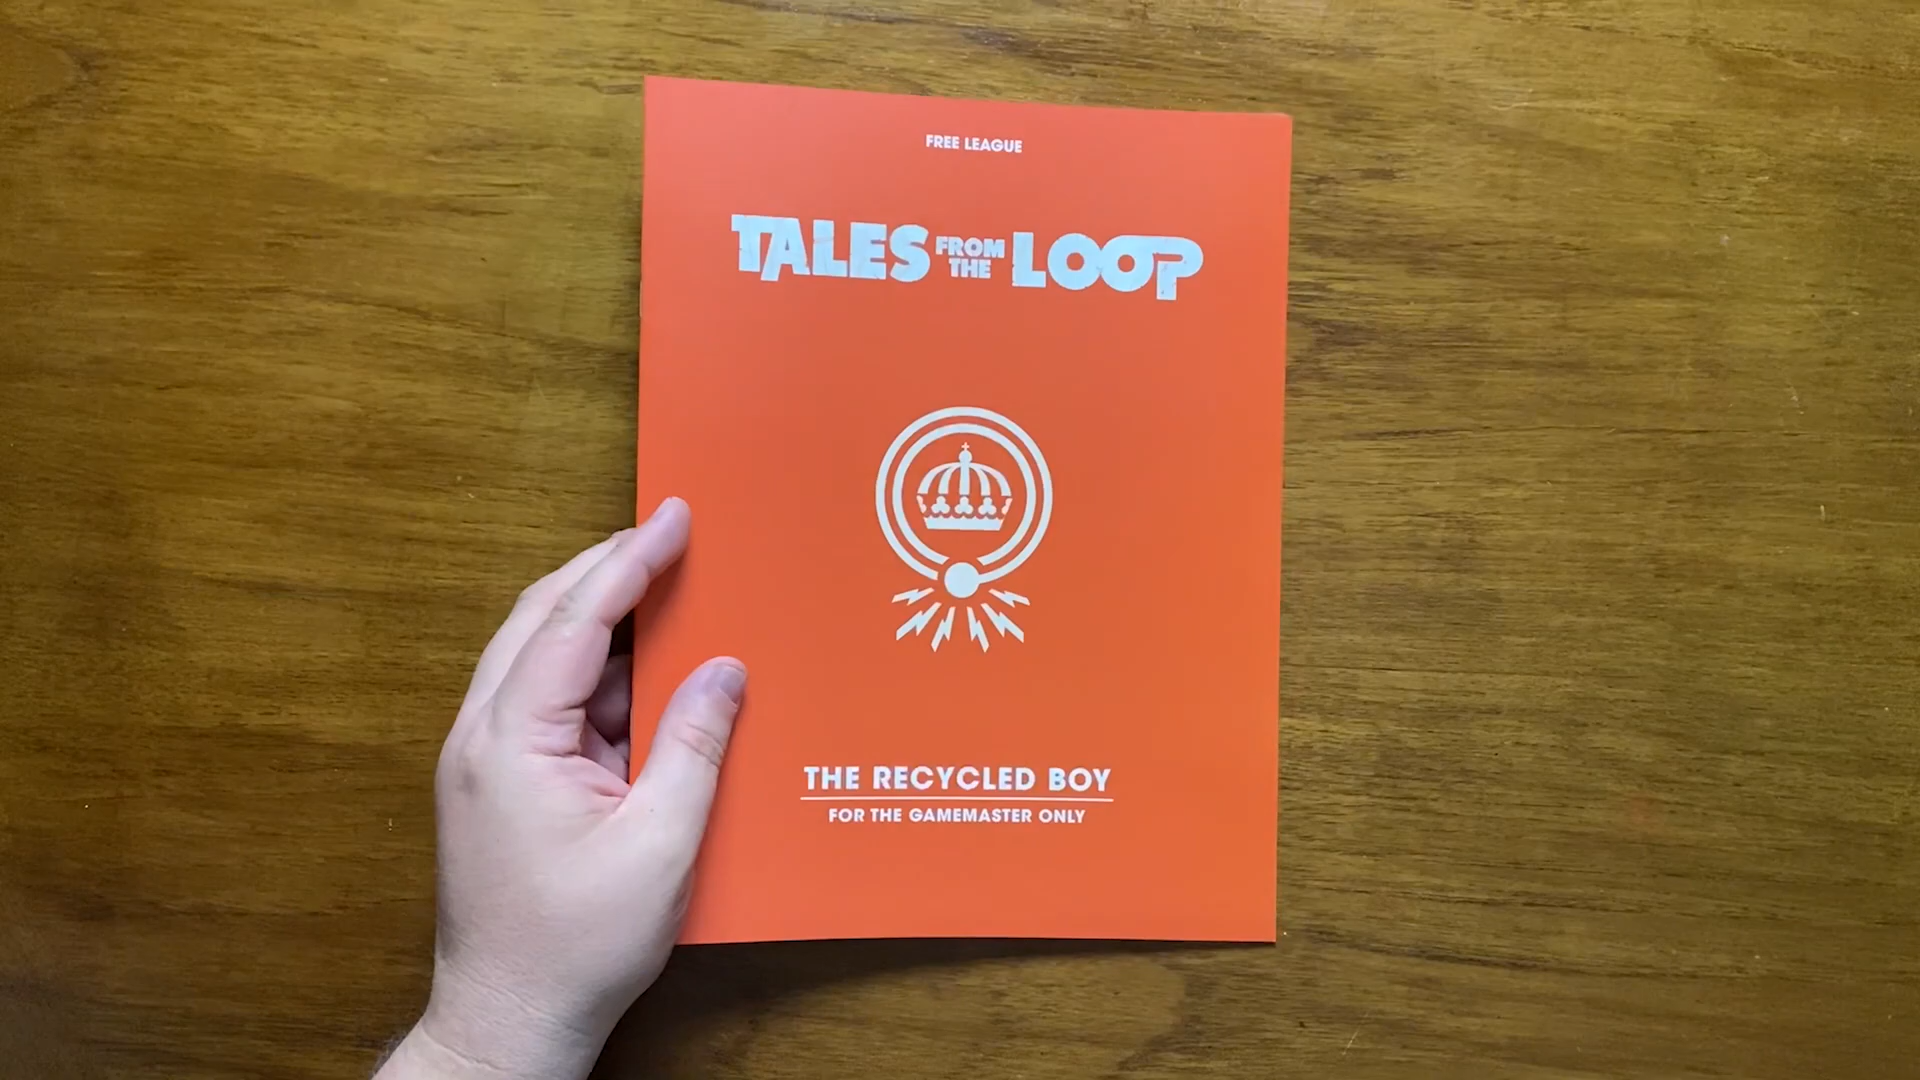 FREE LEAGUE
TALES FROM THE LOOP
THE RECYCLED BOY
FOR THE GAMEMASTER ONLY